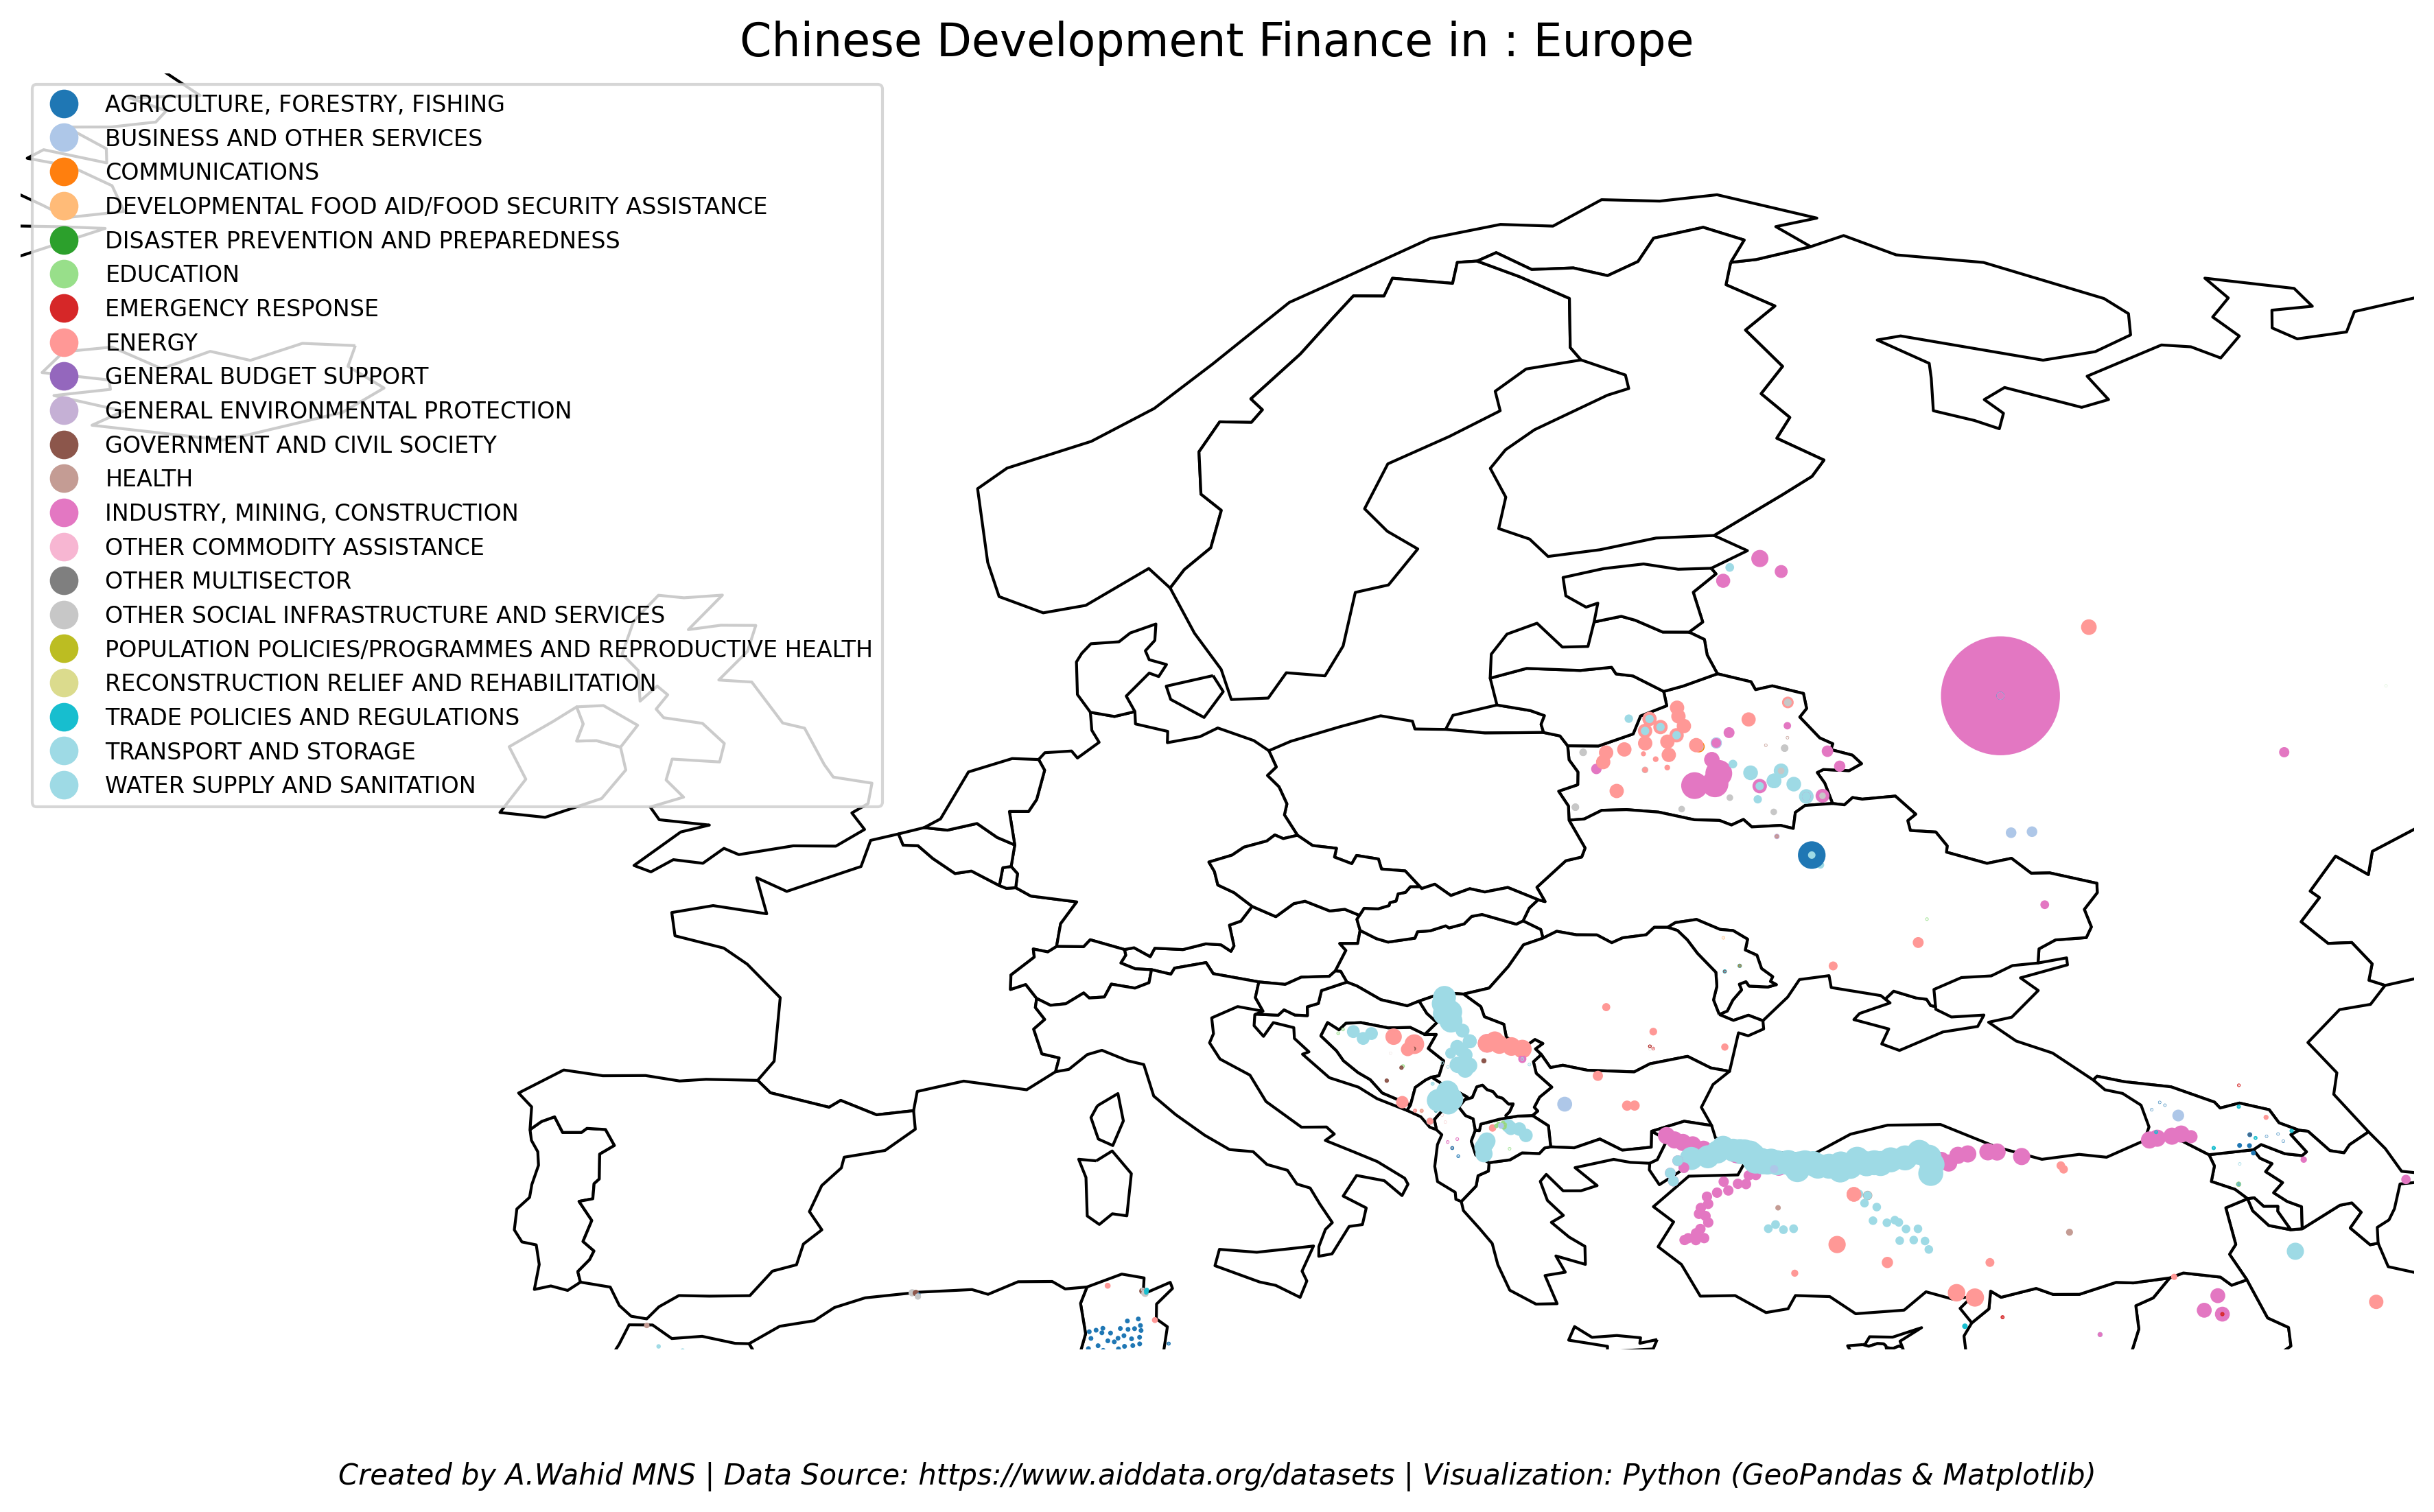 Chinese Development Finance in : Europe
AGRICULTURE, FORESTRY, FISHING
BUSINESS AND OTHER SERVICES
COMMUNICATIONS
DEVELOPMENTAL FOOD AID/FOOD SECURITY ASSISTANCE
DISASTER PREVENTION AND PREPAREDNESS
EDUCATION
EMERGENCY RESPONSE
ENERGY
GENERAL BUDGET SUPPORT
GENERAL ENVIRONMENTAL PROTECTION
GOVERNMENT AND CIVIL SOCIETY
HEALTH
INDUSTRY, MINING, CONSTRUCTION
OTHER COMMODITY ASSISTANCE
OTHER MULTISECTOR
OTHER SOCIAL INFRASTRUCTURE AND SERVICES
POPULATION POLICIES/PROGRAMMES AND REPRODUCTIVE HEALTH
RECONSTRUCTION RELIEF AND REHABILITATION
TRADE POLICIES AND REGULATIONS
TRANSPORT AND STORAGE
WATER SUPPLY AND SANITATION
Created by A.Wahid MNS | Data Source: https://www.aiddata.org/datasets | Visualization: Python (GeoPandas & Matplotlib)